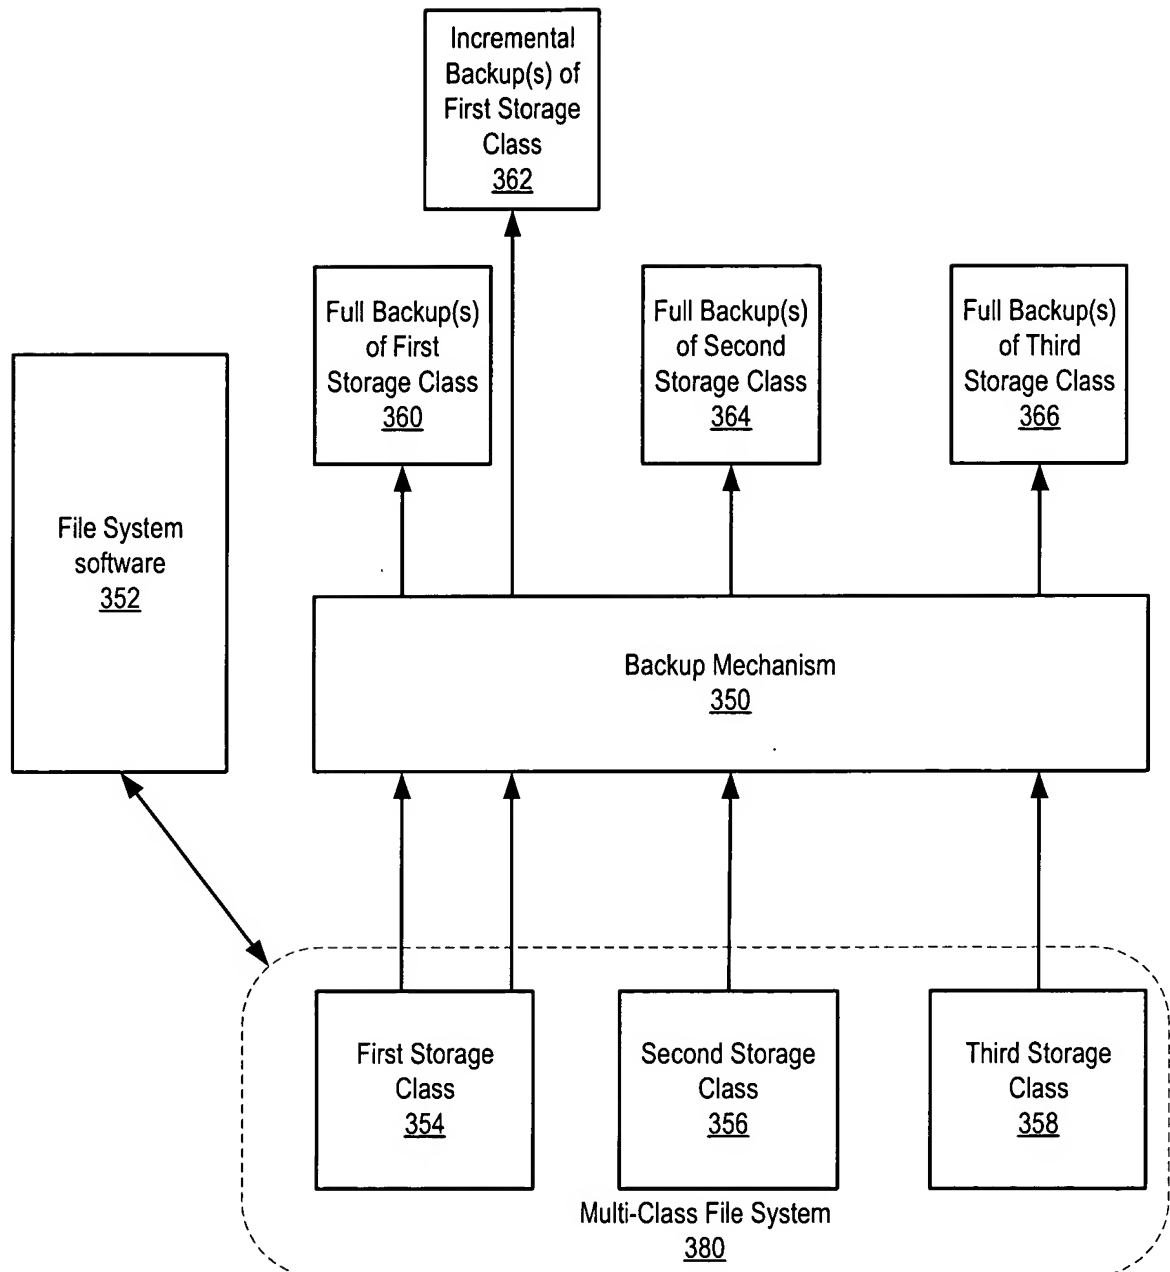 Incremental
Backup(s) of
First Storage
Class
362
Full Backup(s)
of First
Storage Class
360
Full Backup(s)
of Second
Storage Class
364
Full Backup(s)
of Third
Storage Class
366
File System
software
352
Backup Mechanism
350
First Storage
Class
354
Second Storage
Class
356
Third Storage
Class
358
Multi-Class File System
380